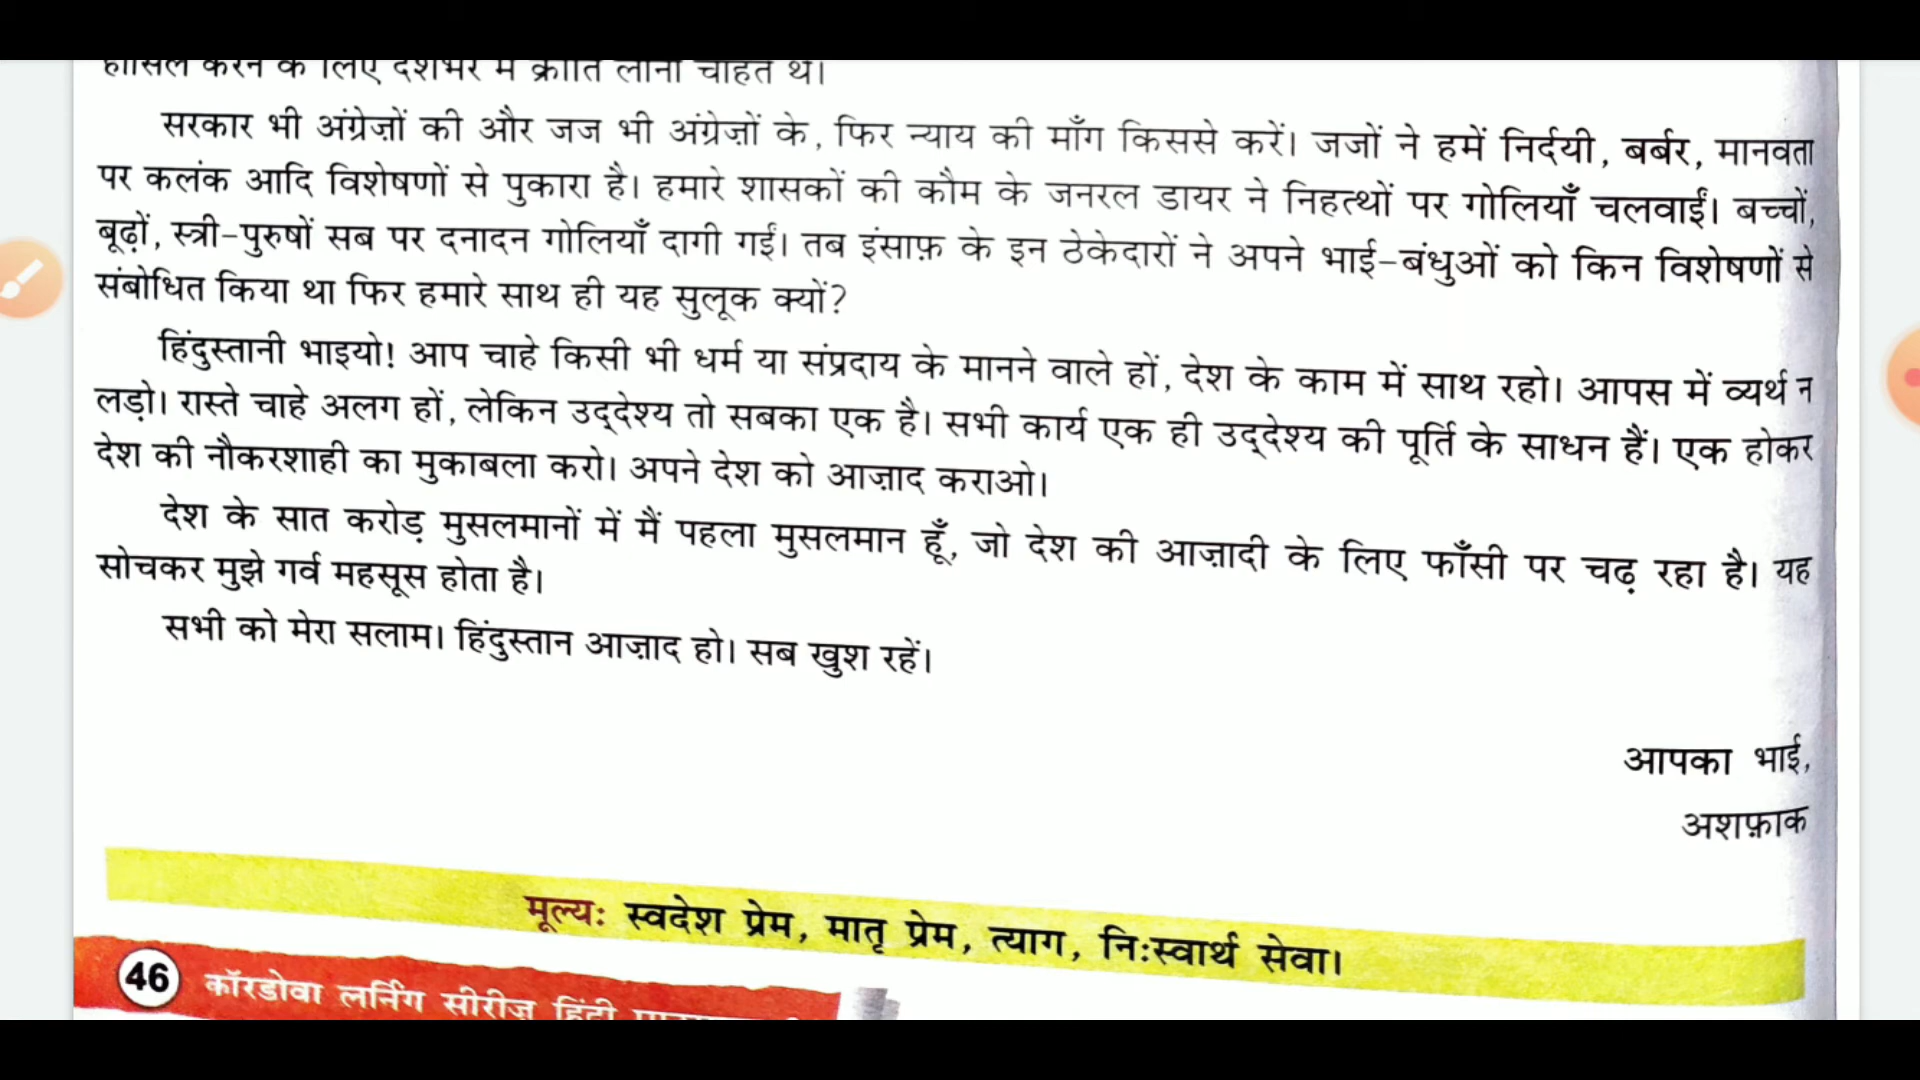 हासिल करने के लिए देशभर में क्रांति लाना चाहते थे।
सरकार भी अंग्रेज़ों की और जज भी अंग्रेज़ों के, फिर न्याय की माँग किससे करें। जजों ने हमें निर्दयी, बर्बर, मानवता
पर कलंक आदि विशेषणों से पुकारा है। हमारे शासकों की कौम के जनरल डायर ने निहत्थों पर गोलियाँ चलवाईं। बच्चों,
बूढ़ों, स्त्री-पुरुषों सब पर दनादन गोलियाँ दागी गईं। तब इंसाफ़ के इन ठेकेदारों ने अपने भाई-बंधुओं को किन विशेषणों से
संबोधित किया था फिर हमारे साथ ही यह सुलूक क्यों?
हिंदुस्तानी भाइयो! आप चाहे किसी भी धर्म या संप्रदाय के मानने वाले हों, देश के काम में साथ रहो। आपस में व्यर्थ न
लड़ो। रास्ते चाहे अलग हों, लेकिन उद्‌देश्य तो सबका एक है। सभी कार्य एक ही उद्‌देश्य की पूर्ति के साधन हैं। एक होकर
देश की नौकरशाही का मुकाबला करो। अपने देश को आज़ाद कराओ।
देश के सात करोड़ मुसलमानों में मैं पहला मुसलमान हूँ, जो देश की आज़ादी के लिए फाँसी पर चढ़ रहा है। यह
सोचकर मुझे गर्व महसूस होता है।
सभी को मेरा सलाम। हिंदुस्तान आज़ाद हो। सब खुश रहें।
आपका भाई,
अशफ़ाक
मूल्य: स्वदेश प्रेम, मातृ प्रेम, त्याग, नि:स्वार्थ सेवा।
46 कॉरडोवा लर्निंग सीरीज़ हिंदी